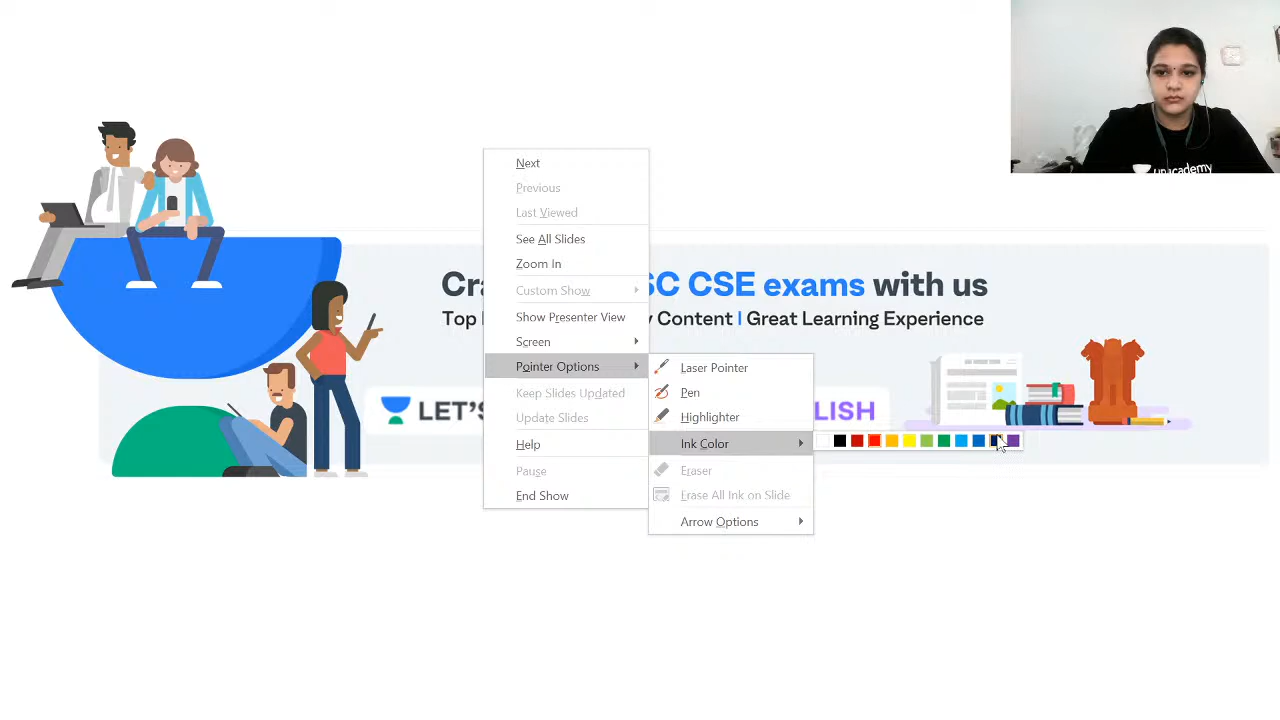 unacademy
Next
Previous
Last Viewed
See All Slides
Zoom In
Custom Show
Show Presenter View
Screen
Pointer Options
Keep Slides Updated
Update Slides
Help
Pause
End Show
SC CSE exams with us
Top
Content | Great Learning Experience
Laser Pointer
Pen
Highlighter
Ink Color
Eraser
Erase All Ink on Slide
Arrow Options
LET'S
LISH